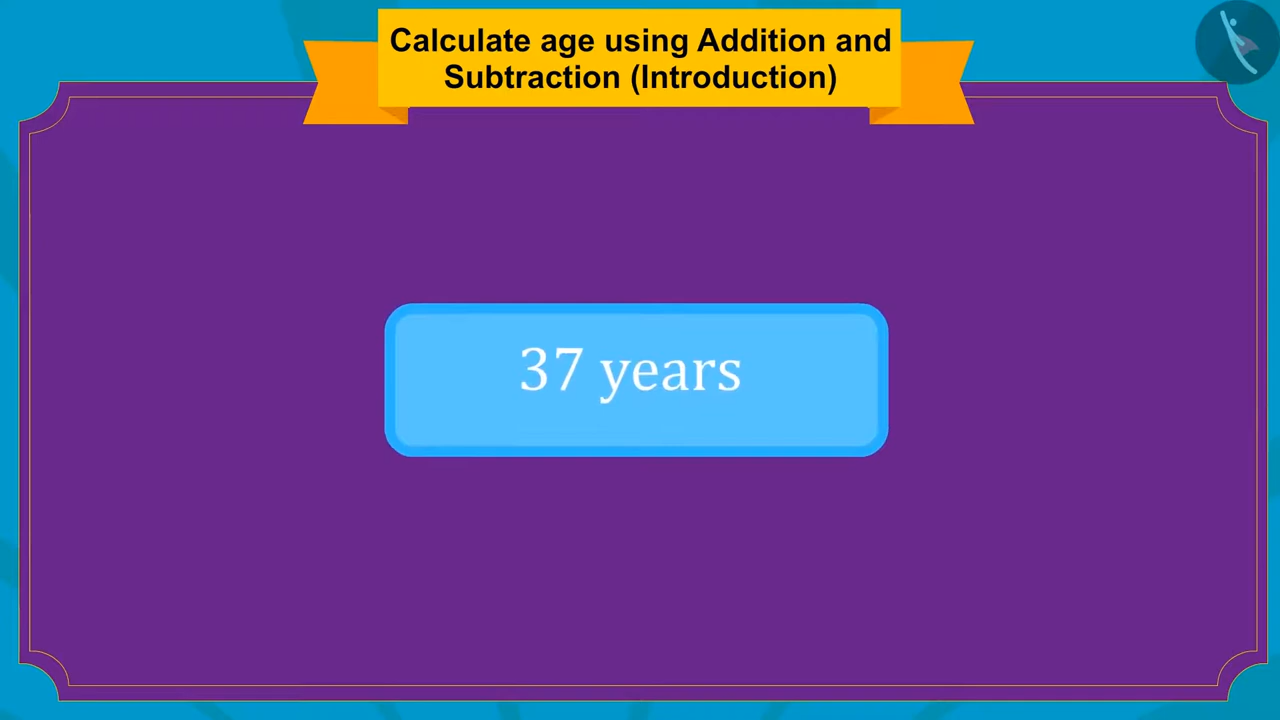 Calculate age using Addition and
Subtraction (Introduction)
37 years